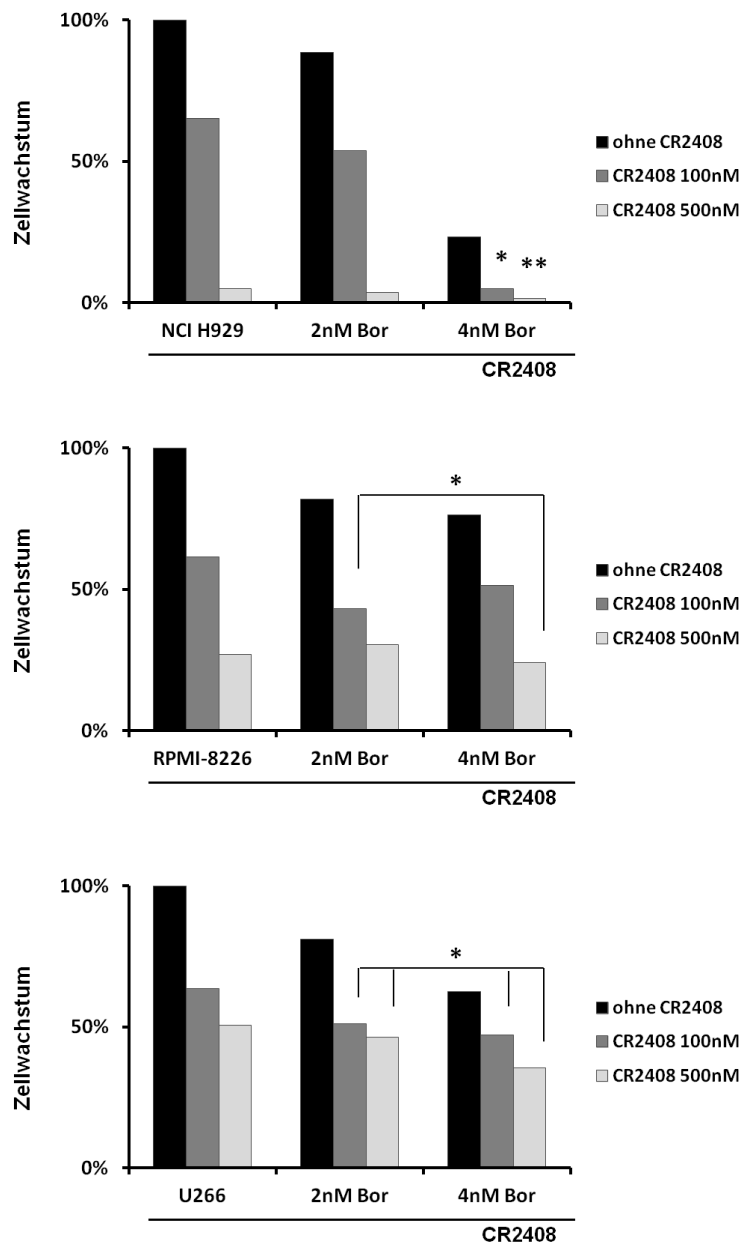 100%
50%
0%
Zellwachstum
* **
ohne CR2408
CR2408 100nM
CR2408 500nM
NCI H929 2nM Bor 4nM Bor
CR2408
100%
50%
0%
Zellwachstum
*
ohne CR2408
CR2408 100nM
CR2408 500nM
RPMI-8226 2nM Bor 4nM Bor
CR2408
100%
50%
0%
Zellwachstum
*
ohne CR2408
CR2408 100nM
CR2408 500nM
U266 2nM Bor 4nM Bor
CR2408